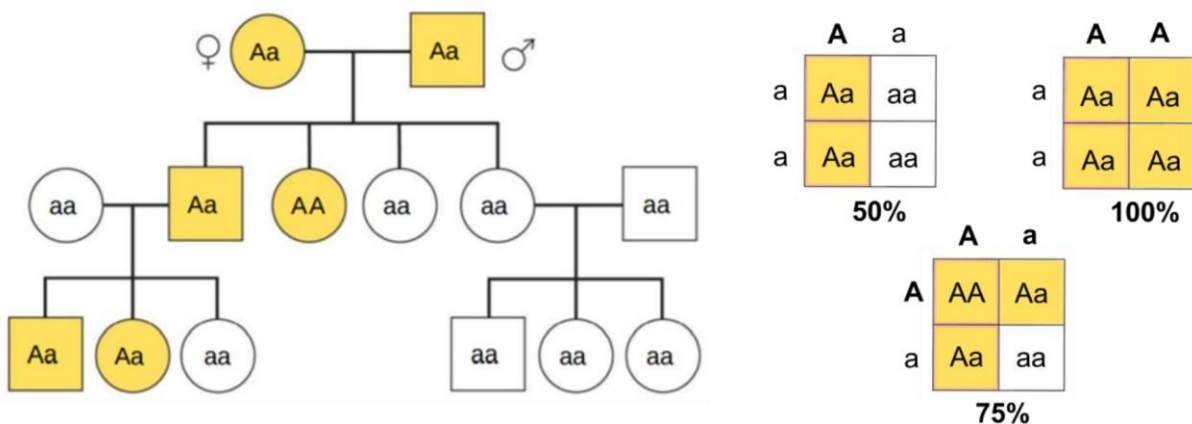 ♀ Aa Aa ♂
aa Aa AA aa aa aa
Aa Aa aa aa aa aa
A a
a Aa aa
a Aa aa
50%
A A
a Aa Aa
a Aa Aa
100%
A a
A AA Aa
a Aa aa
75%